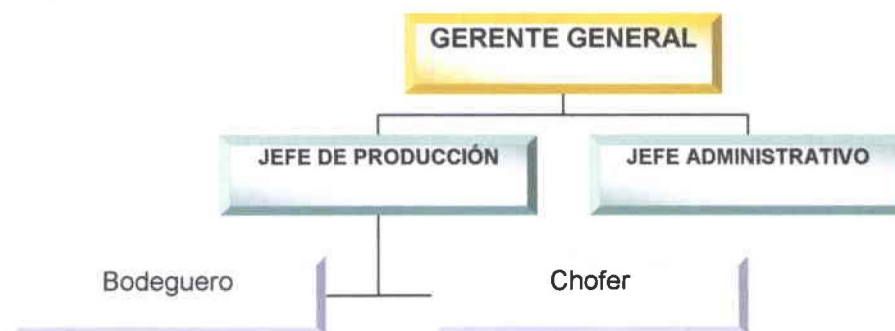 GERENTE GENERAL
JEFE DE PRODUCCIÓN
JEFE ADMINISTRATIVO
Bodeguero
Chofer